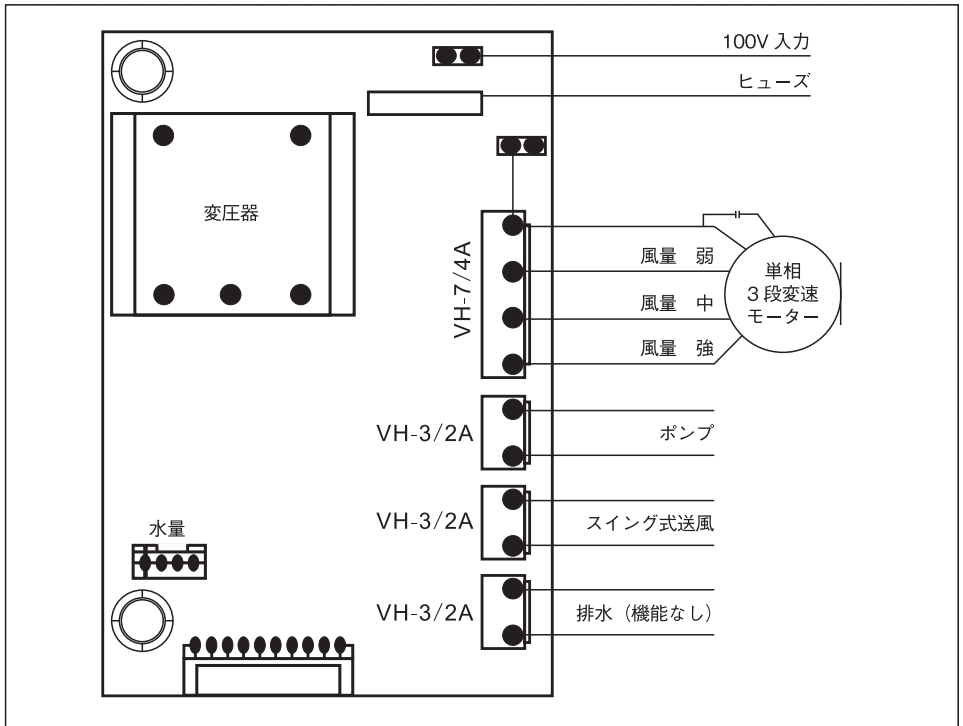 100V 入力
ヒューズ
変圧器
VH-7/4A
風量 弱
風量 中
風量 強
単相
3段変速
モーター
VH-3/2A
ポンプ
VH-3/2A
スイング式送風
水量
VH-3/2A
排水（機能なし）